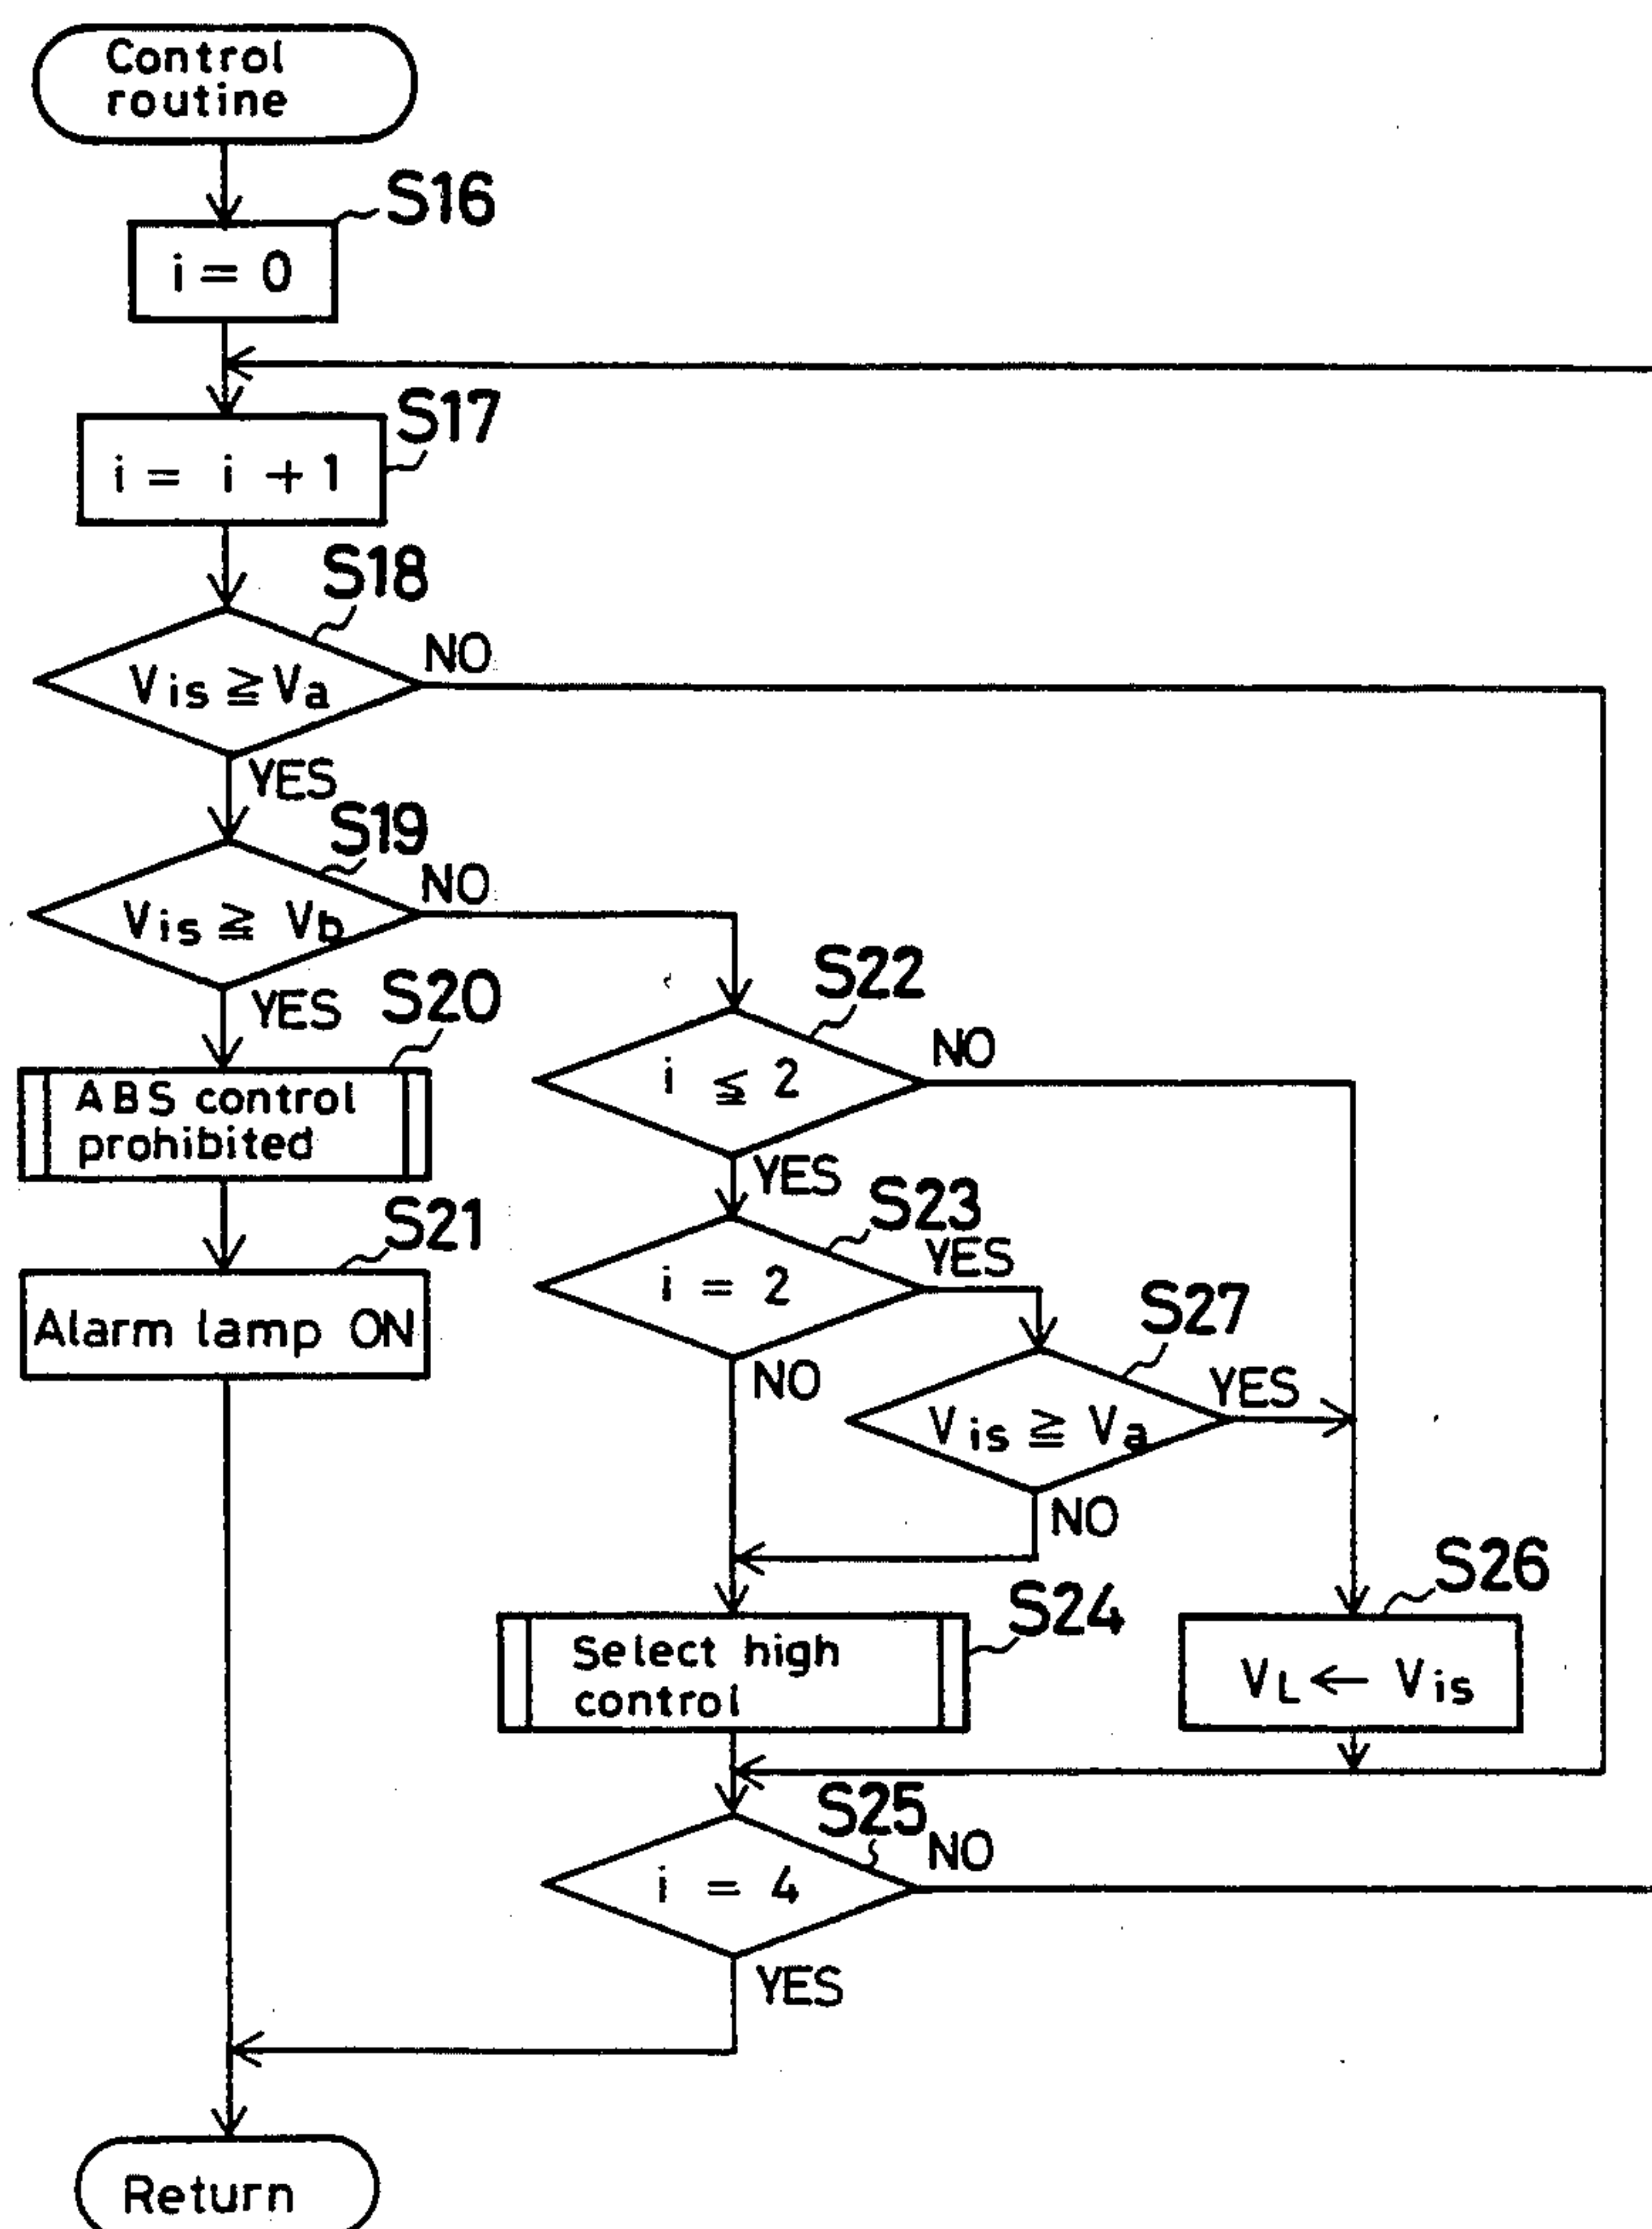 Control
routine
S16
i = 0
S17
i = i + 1
S18
Vis ≧ Va
NO
YES
S19
Vis ≧ Vb
NO
YES
S20
ABS control
prohibited
S21
Alarm lamp ON
S22
i ≦ 2
NO
YES
S23
i = 2
YES
NO
S27
Vis ≧ Va
YES
NO
S24
Select high
control
S26
VL ← Vis
S25
i = 4
NO
YES
Return